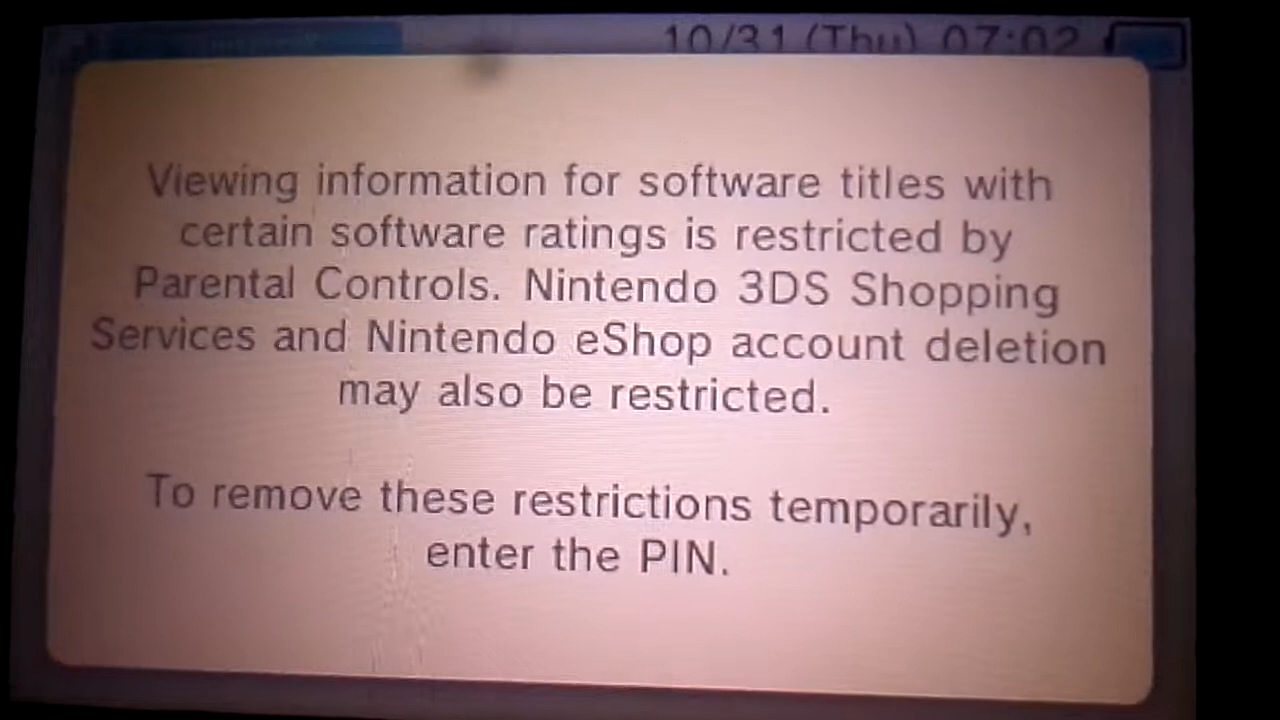 10/31 (Thu) 07:02
Viewing information for software titles with
certain software ratings is restricted by
Parental Controls. Nintendo 3DS Shopping
Services and Nintendo eShop account deletion
may also be restricted.
To remove these restrictions temporarily,
enter the PIN.